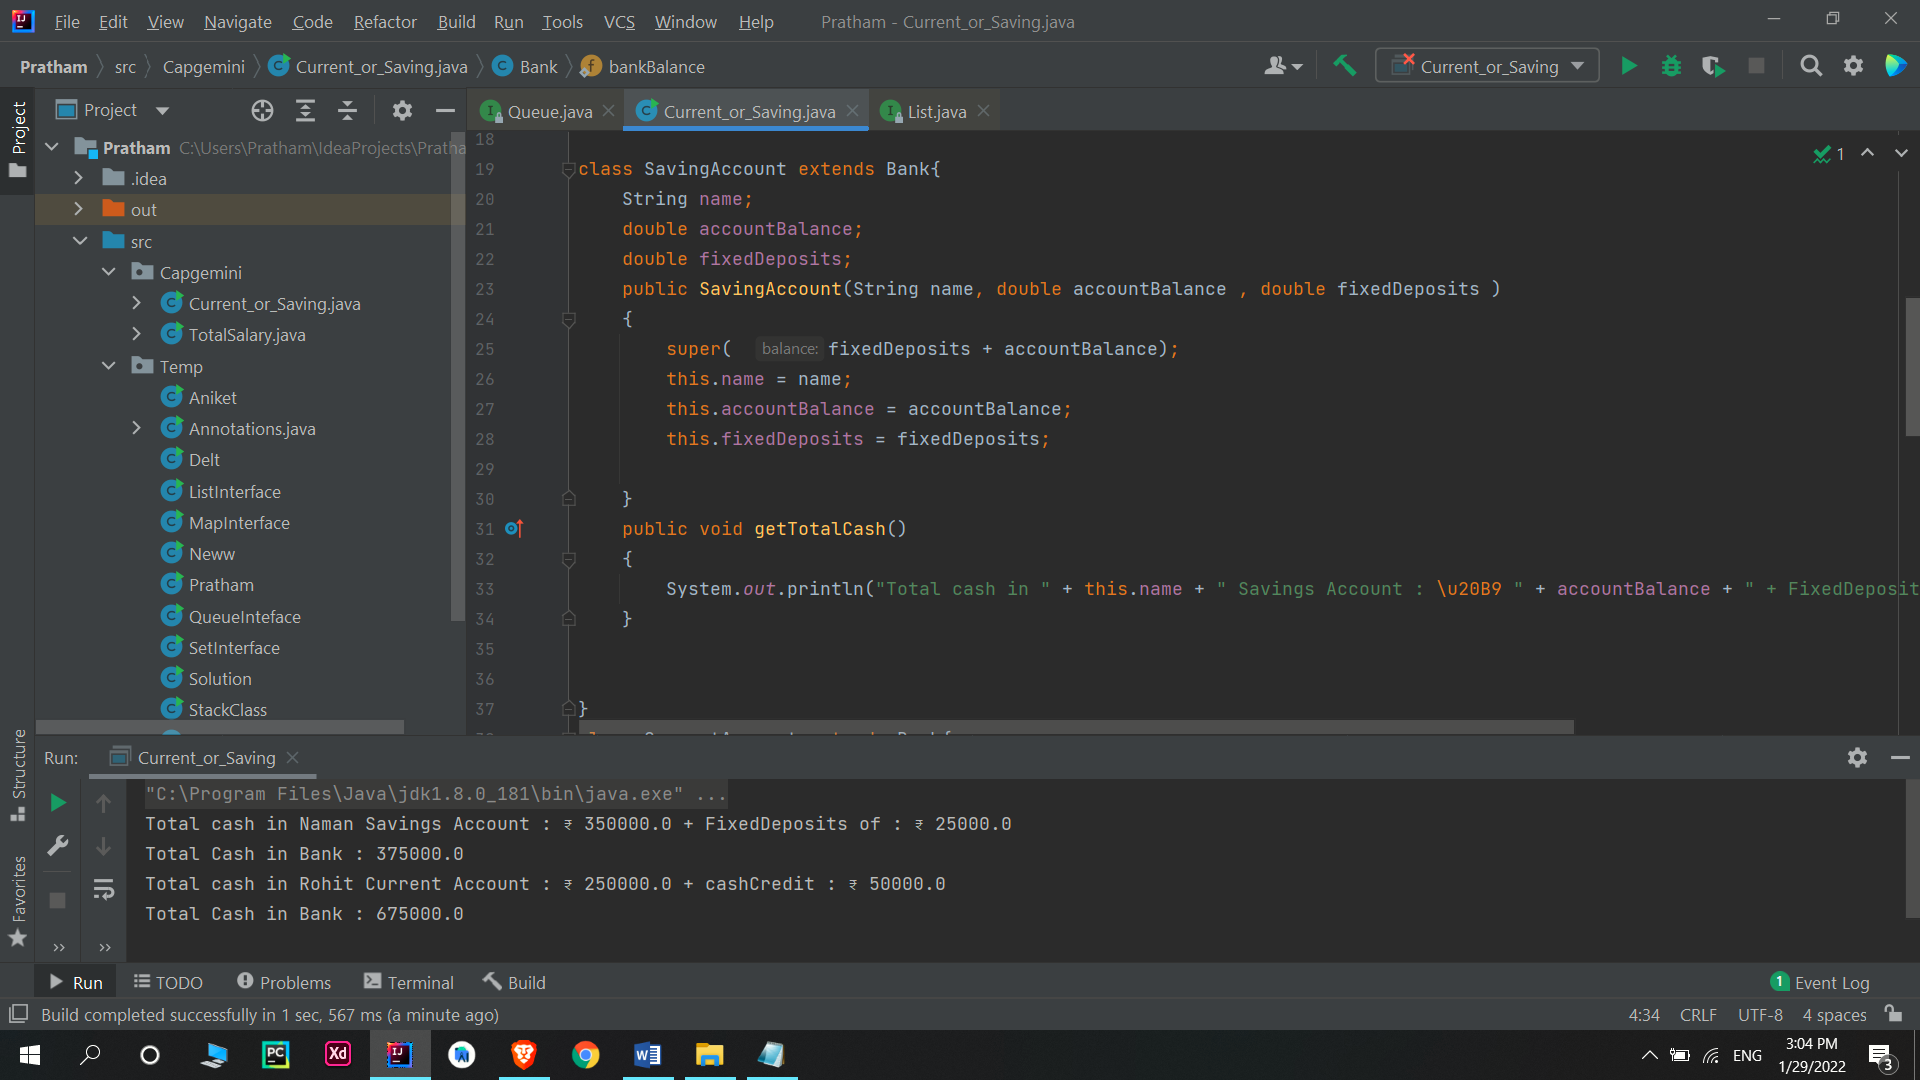 File Edit View Navigate Code Refactor Build Run Tools VCS Window Help Pratham - Current_or_Saving.java
Pratham src Capgemini Current_or_Saving.java Bank bankBalance Current_or_Saving
Project
Project
Queue.java Current_or_Saving.java List.java
Pratham C:\Users\Pratham\IdeaProjects\Pratha
.idea
out
src
Capgemini
Current_or_Saving.java
TotalSalary.java
Temp
Aniket
Annotations.java
Delt
ListInterface
MapInterface
Neww
Pratham
QueueInteface
SetInterface
Solution
StackClass
1
18
19 class SavingAccount extends Bank{
20 String name;
21 double accountBalance;
22 double fixedDeposits;
23 public SavingAccount(String name, double accountBalance , double fixedDeposits )
24 {
25 super( balance: fixedDeposits + accountBalance);
26 this.name = name;
27 this.accountBalance = accountBalance;
28 this.fixedDeposits = fixedDeposits;
29
30 }
31 public void getTotalCash()
32 {
33 System.out.println("Total cash in " + this.name + " Savings Account : \u20B9 " + accountBalance + " + FixedDeposit
34 }
35
36
37 }
Structure
Favorites
Run: Current_or_Saving
"C:\Program Files\Java\jdk1.8.0_181\bin\java.exe" ...
Total cash in Naman Savings Account : ₹ 350000.0 + FixedDeposits of : ₹ 25000.0
Total Cash in Bank : 375000.0
Total cash in Rohit Current Account : ₹ 250000.0 + cashCredit : ₹ 50000.0
Total Cash in Bank : 675000.0
Run TODO Problems Terminal Build 1 Event Log
Build completed successfully in 1 sec, 567 ms (a minute ago) 4:34 CRLF UTF-8 4 spaces
PC Xd IJ W ENG 3:04 PM
1/29/2022 3